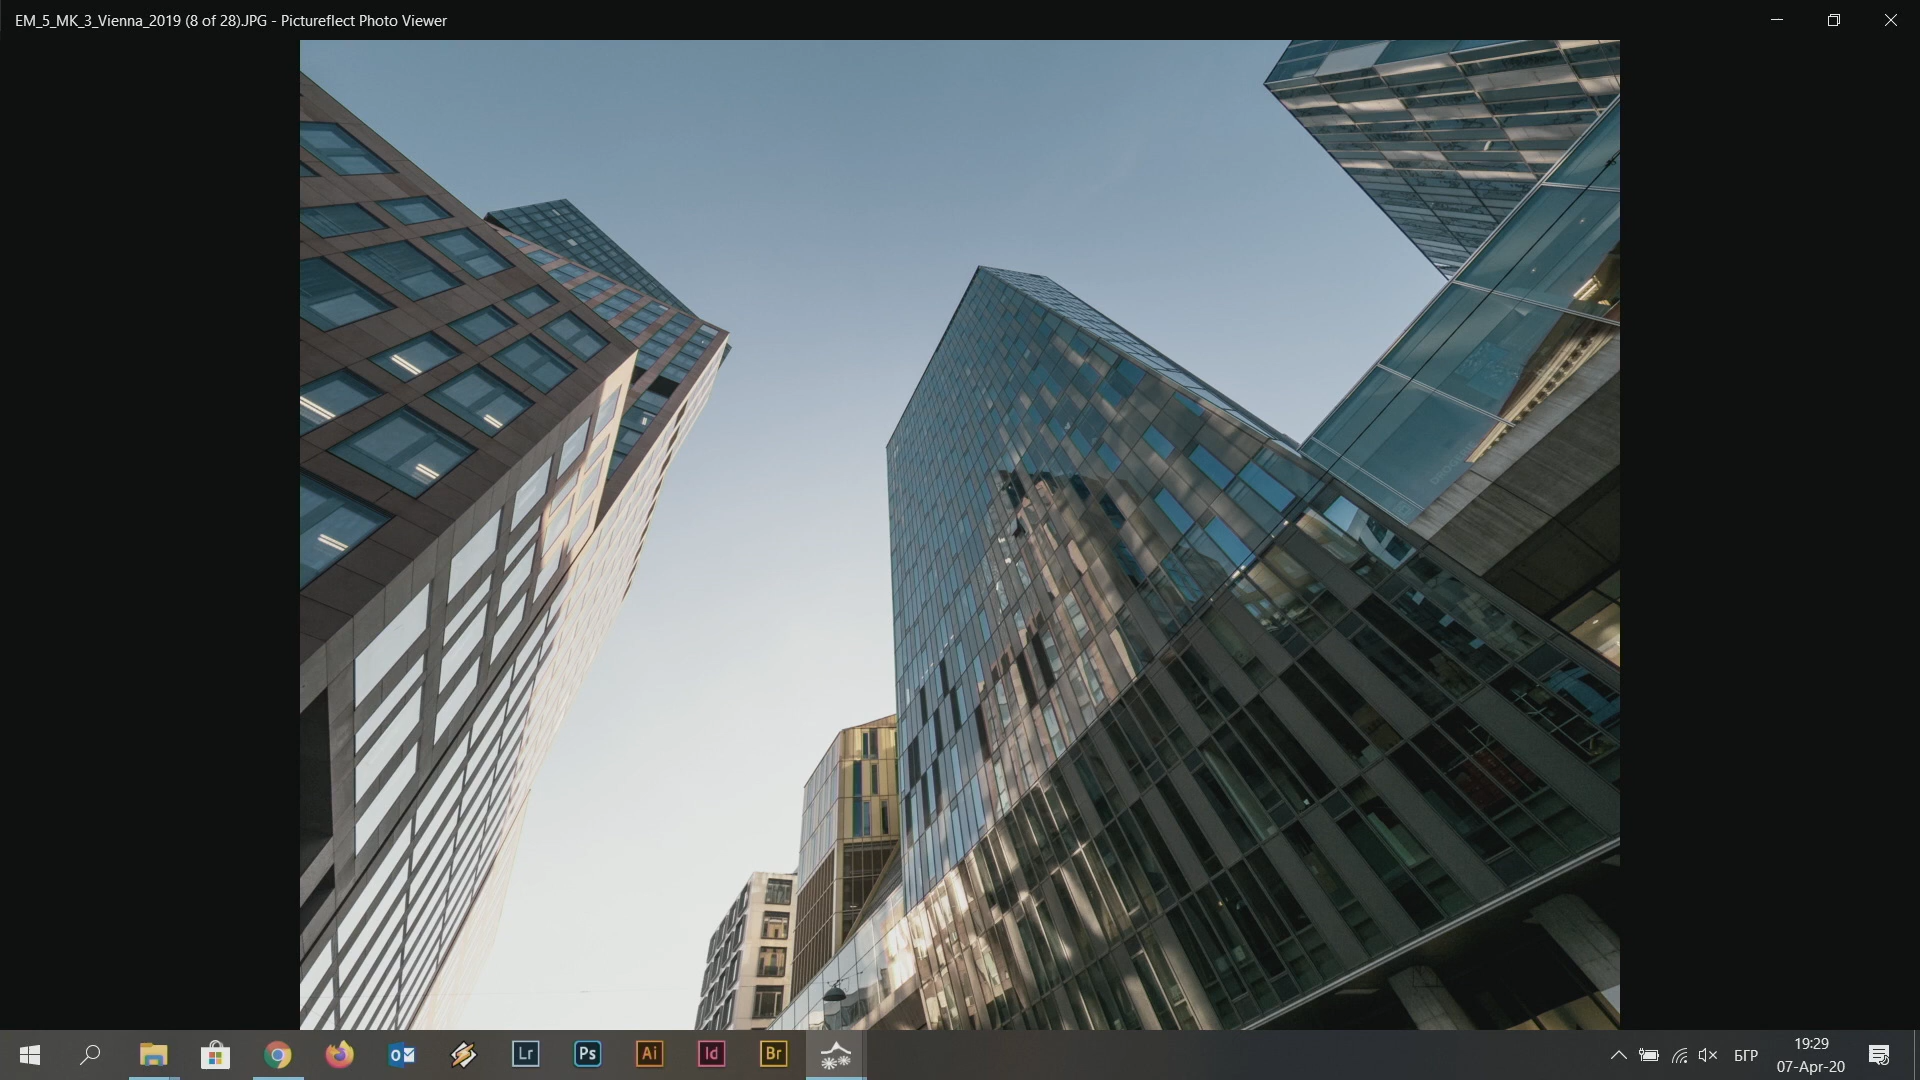 EM_5_MK_3_Vienna_2019 (8 of 28).JPG - Pictureflect Photo Viewer
Lr Ps Ai Id Br
БГР
19:29
07-Apr-20